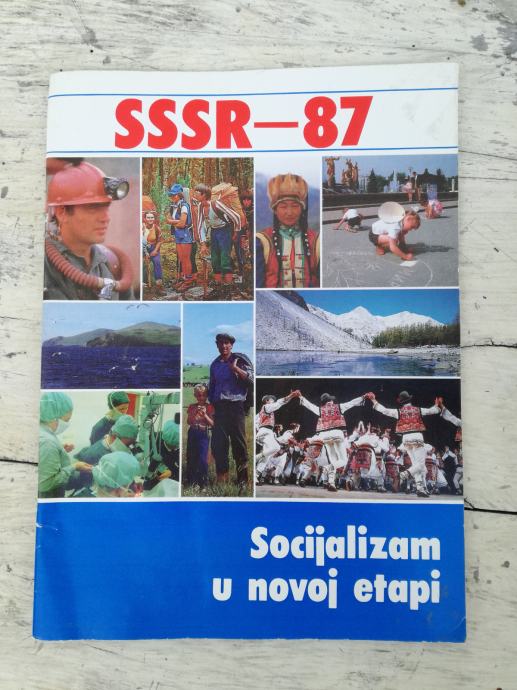 SSSR—87
Socijalizam
u novoj etapi